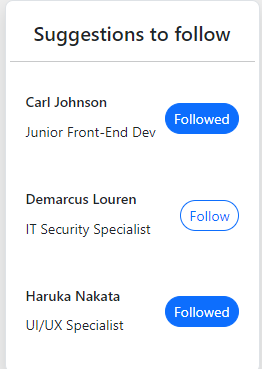 Suggestions to follow
Carl Johnson
Junior Front-End Dev
Followed
Demarcus Louren
IT Security Specialist
Follow
Haruka Nakata
UI/UX Specialist
Followed